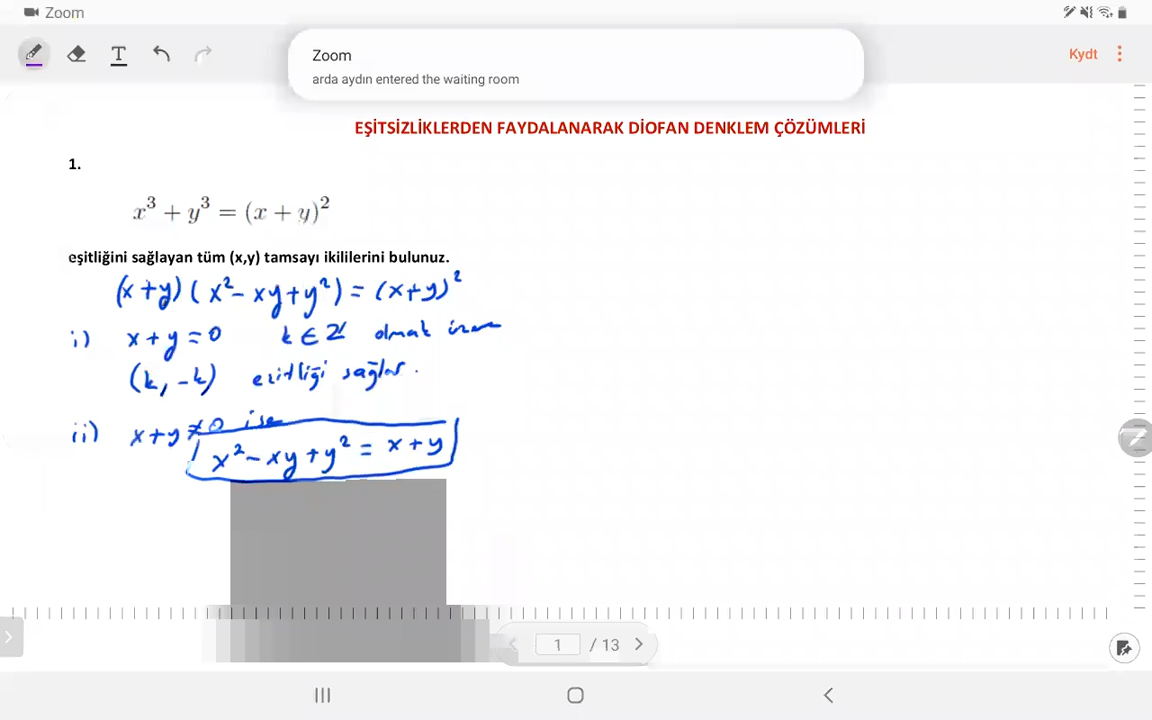 Zoom
Zoom
arda aydın entered the waiting room
Kydt
EŞİTSİZLİKLERDEN FAYDALANARAK DİOFAN DENKLEM ÇÖZÜMLERİ
1.
x³ + y³ = (x + y)²
eşitliğini sağlayan tüm (x,y) tamsayı ikililerini bulunuz.
(x+y)(x²-xy+y²) = (x+y)²
i) x+y=0 k∈ℤ olmak üzere
(k, -k) eşitliği sağlar.
ii) x+y≠0 ise
x²-xy+y² = x+y
1 / 13